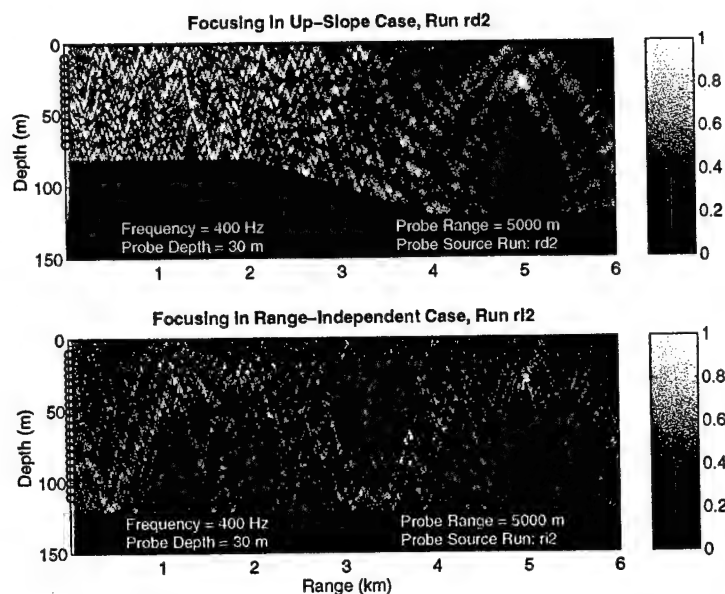 Focusing in Up–Slope Case, Run rd2
Depth (m)
0
50
100
150
Frequency = 400 Hz
Probe Depth = 30 m
Probe Range = 5000 m
Probe Source Run: rd2
1 2 3 4 5 6
1
0.8
0.6
0.4
0.2
0
Focusing in Range–Independent Case, Run ri2
Depth (m)
0
50
100
150
Frequency = 400 Hz
Probe Depth = 30 m
Probe Range = 5000 m
Probe Source Run: ri2
1 2 3 4 5 6
Range (km)
1
0.8
0.6
0.4
0.2
0